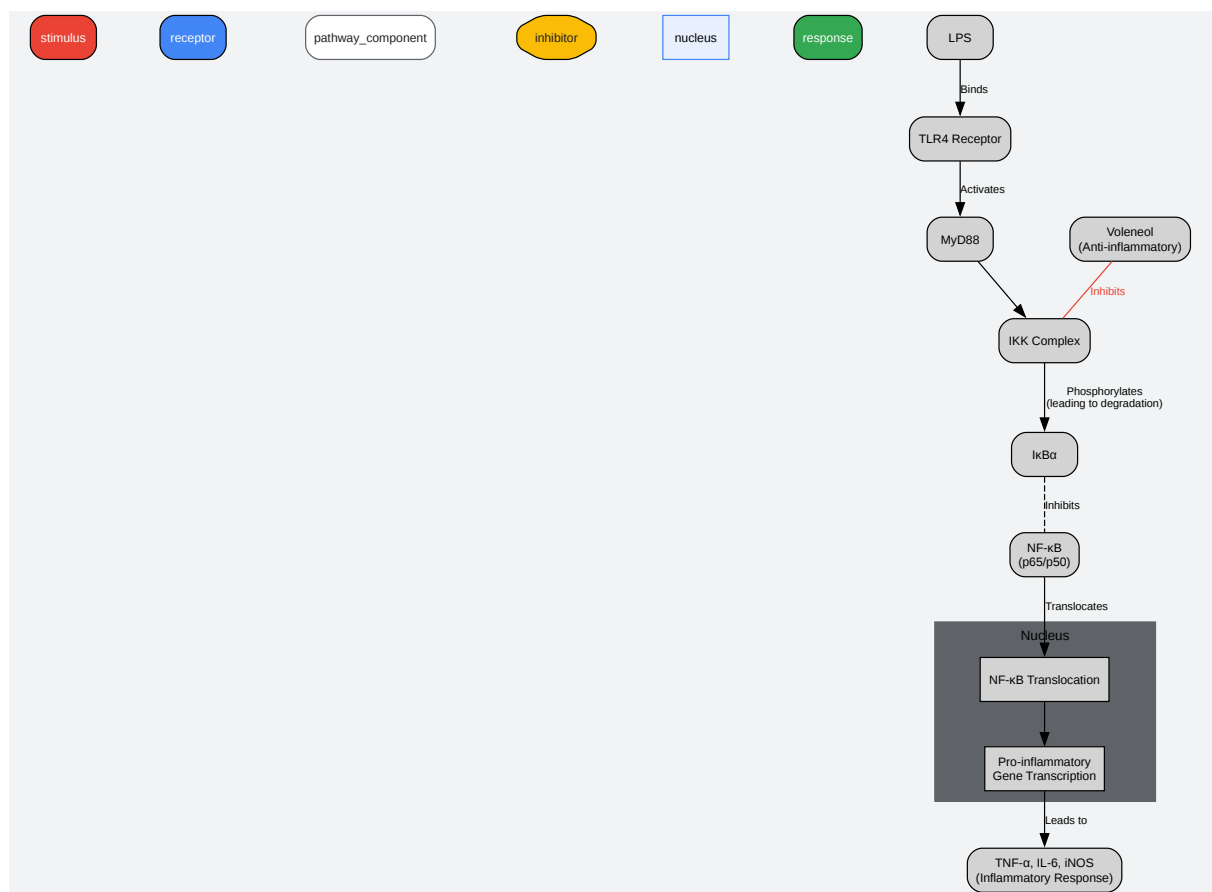 stimulus
receptor
pathway_component
inhibitor
nucleus
response
LPS
Binds
TLR4 Receptor
Activates
MyD88
Voleneol
(Anti-inflammatory)
Inhibits
IKK Complex
Phosphorylates
(leading to degradation)
IκBα
Inhibits
NF-κB
(p65/p50)
Translocates
Nucleus
NF-κB Translocation
Pro-inflammatory
Gene Transcription
Leads to
TNF-α, IL-6, iNOS
(Inflammatory Response)